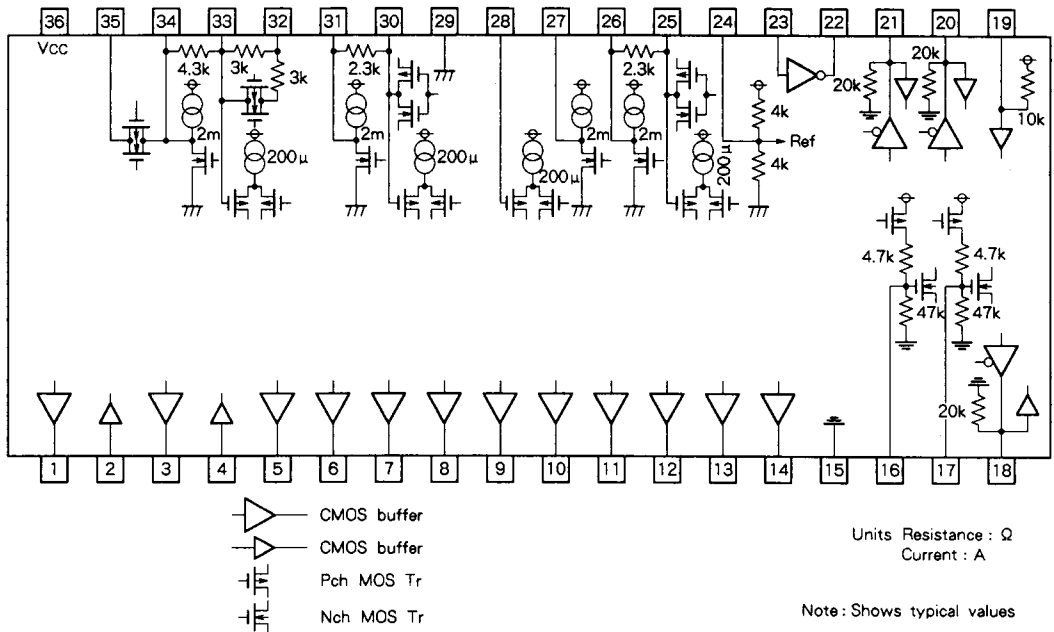 36 35 34 33 32 31 30 29 28 27 26 25 24 23 22 21 20 19
Vcc
4.3k
3k
3k
2m
200μ
2.3k
2m
200μ
200μ
2m
2.3k
2m
200μ
4k
4k
Ref
20k
20k
10k
4.7k
47k
4.7k
47k
20k
1 2 3 4 5 6 7 8 9 10 11 12 13 14 15 16 17 18
CMOS buffer
CMOS buffer
Pch MOS Tr
Nch MOS Tr
Units Resistance : Ω
Current : A
Note : Shows typical values